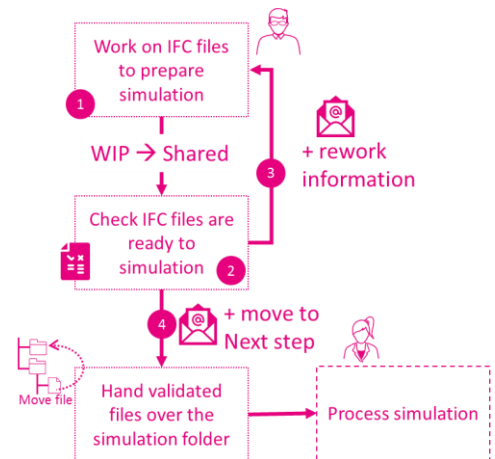 Work on IFC files
to prepare
simulation
1
WIP → Shared
@
+ rework
information
3
Check IFC files are
ready to
simulation
2
4
@
+ move to
Next step
Move file
Hand validated
files over the
simulation folder
Process simulation